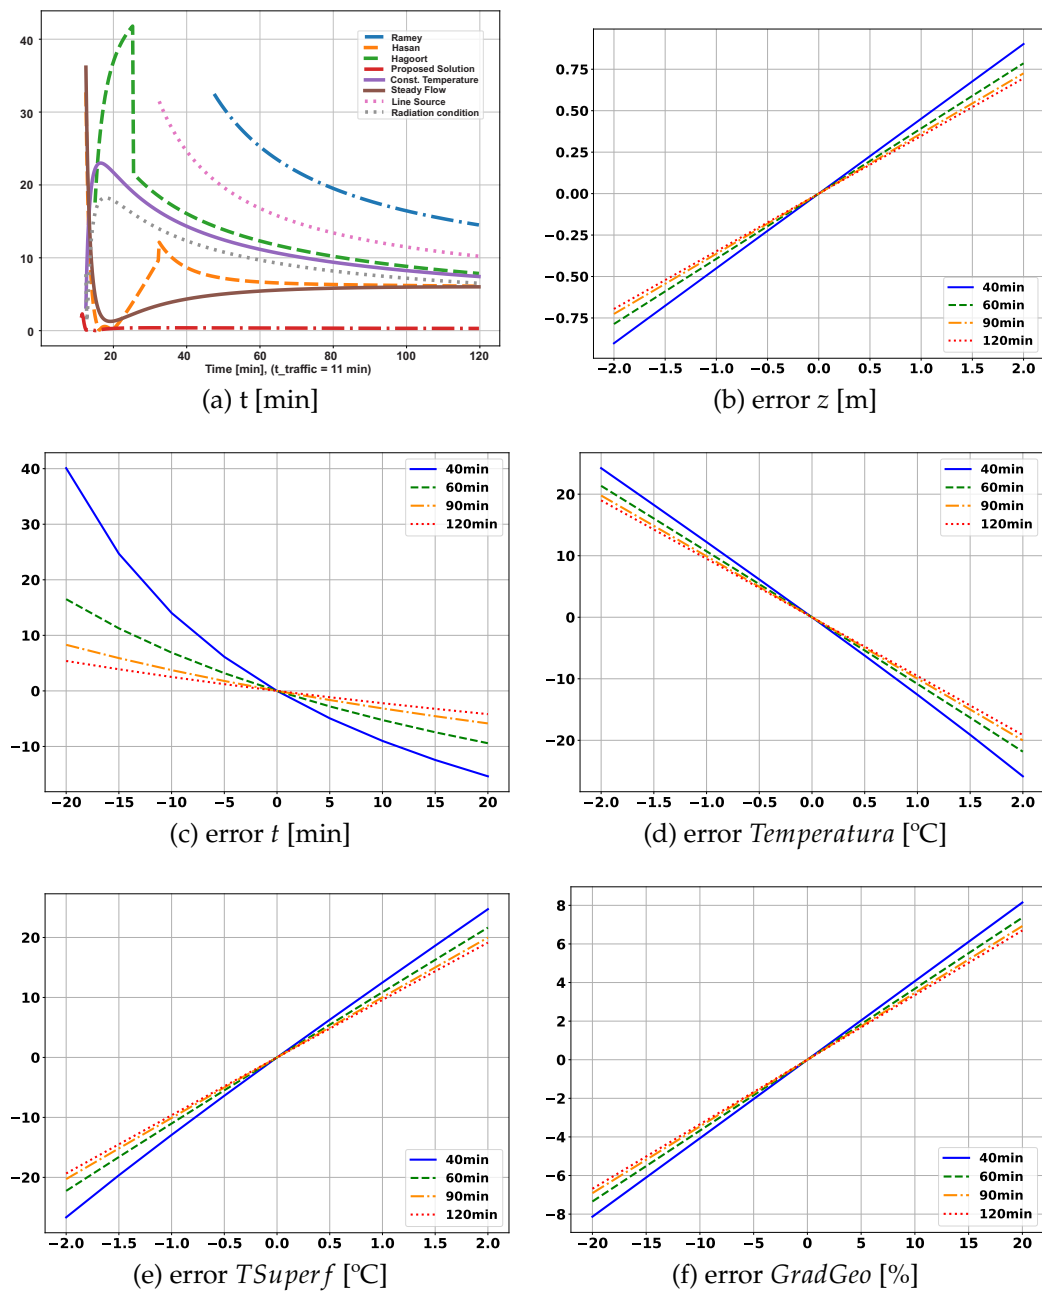 40
30
20
10
0
Ramey
Hasan
Hagoort
Proposed Solution
Const. Temperature
Steady Flow
Line Source
Radiation condition
20 40 60 80 100 120
Time [min], (t_traffic = 11 min)
(a) t [min]
0.75
0.50
0.25
0.00
−0.25
−0.50
−0.75
40min
60min
90min
120min
−2.0 −1.5 −1.0 −0.5 0.0 0.5 1.0 1.5 2.0
(b) error z [m]
40
30
20
10
0
−10
40min
60min
90min
120min
−20 −15 −10 −5 0 5 10 15 20
(c) error t [min]
20
10
0
−10
−20
40min
60min
90min
120min
−2.0 −1.5 −1.0 −0.5 0.0 0.5 1.0 1.5 2.0
(d) error Temperatura [ºC]
20
10
0
−10
−20
40min
60min
90min
120min
−2.0 −1.5 −1.0 −0.5 0.0 0.5 1.0 1.5 2.0
(e) error TSuperf [ºC]
8
6
4
2
0
−2
−4
−6
−8
40min
60min
90min
120min
−20 −15 −10 −5 0 5 10 15 20
(f) error GradGeo [%]